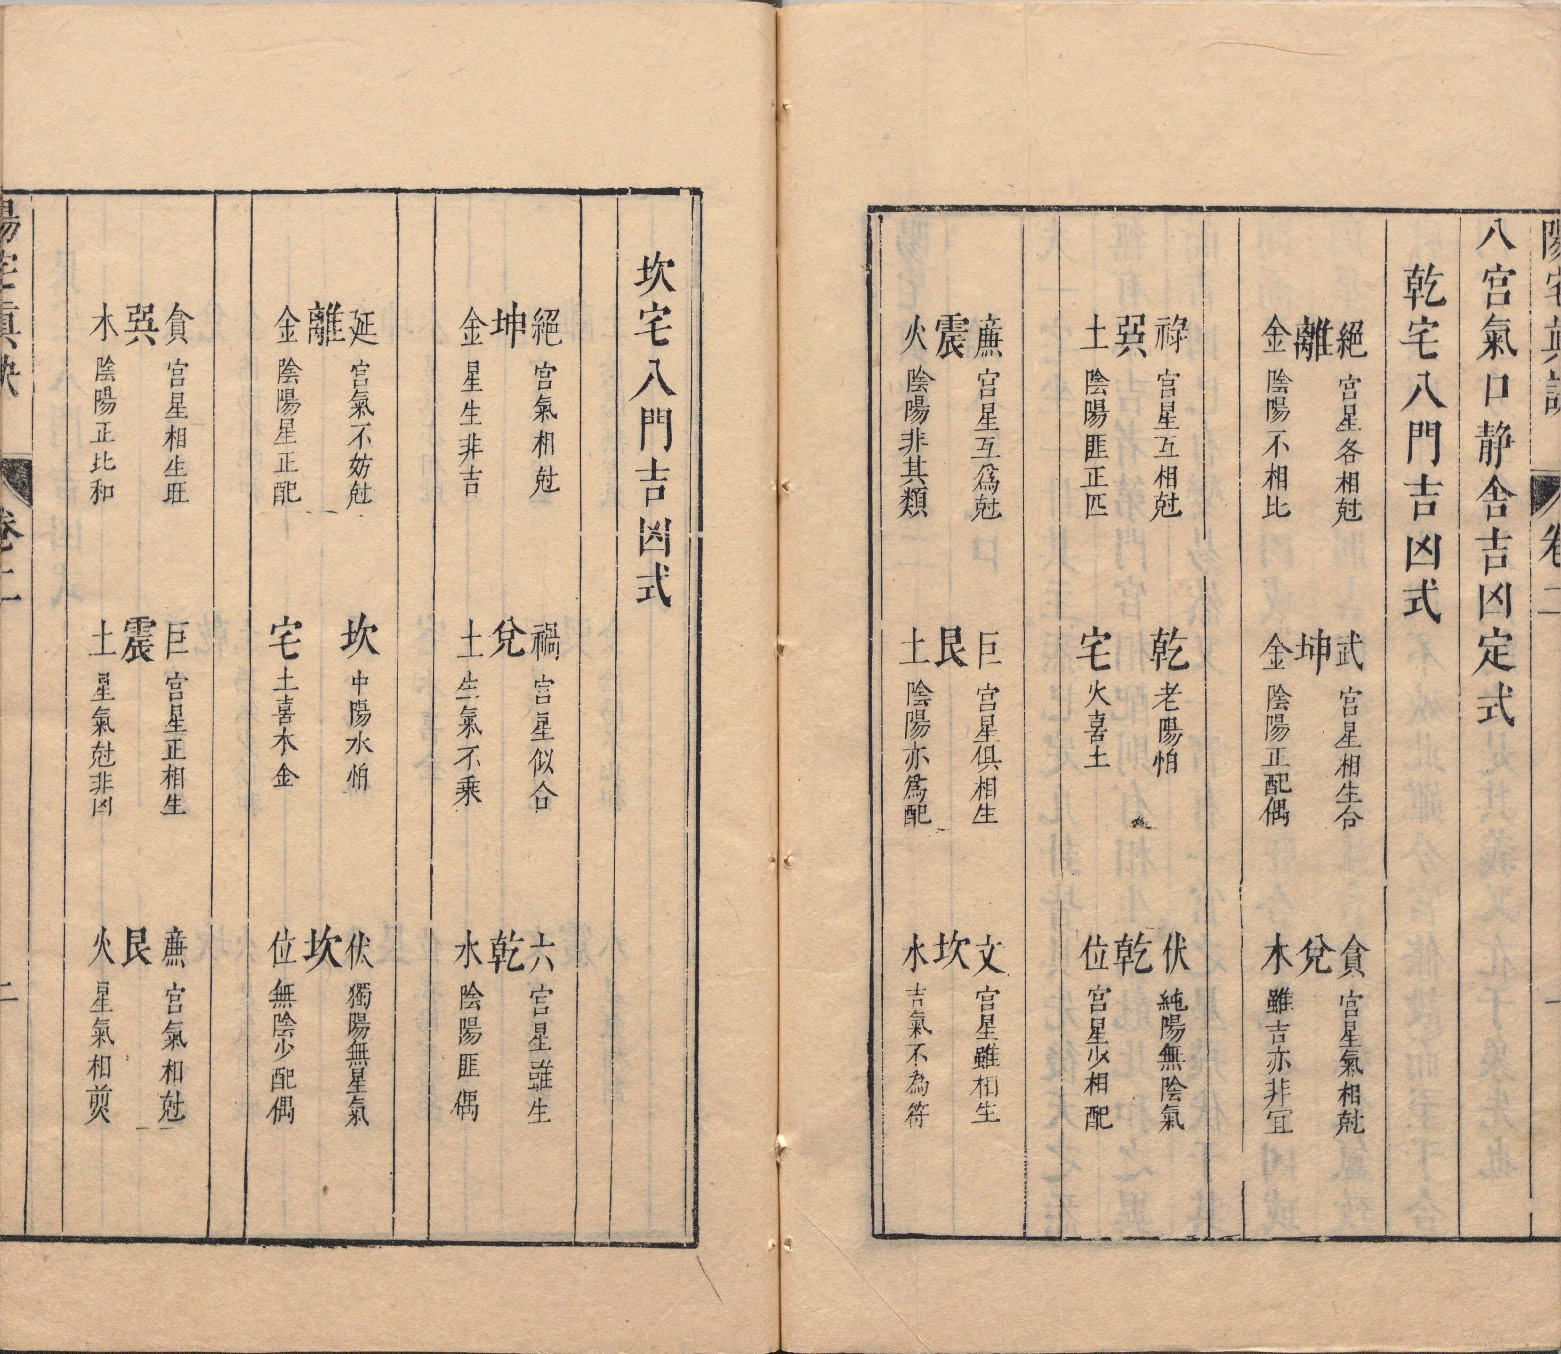 陽宅眞訣
卷二
一
八宮氣口靜舍吉凶定式
乾宅八門吉凶式
絕 宮星各相尅
離
金 陰陽不相比
武 宮星相生合
坤
金 陰陽正配偶
貪 宮星氣相尅
兌
木 雖吉亦非宜
祿 宮星互相尅
巽
土 陰陽匪正匹
乾 老陽怕
宅 火喜土
伏 純陽無陰氣
乾
位 宮星少相配
廉 宮星互爲尅
震
火 陰陽非其類
巨 宮星俱相生
艮
土 陰陽亦爲配
文 宮星雖相生
坎
水 吉氣不為符
坎宅八門吉凶式
絕 宮氣相尅
坤
金 星生非吉
禍 宮星似合
兌
土 生氣不乘
六 宮星雖生
乾
水 陰陽匪偶
延 宮氣不妨尅
離
金 陰陽星正配
坎 中陽水怕
宅 土喜木金
伏 獨陽無星氣
坎
位 無陰少配偶
貪 宮星相生旺
巽
木 陰陽正比和
巨 宮星正相生
震
土 星氣尅非凶
廉 宮氣相尅
艮
火 星氣相煎
陽宅眞訣
卷二
二